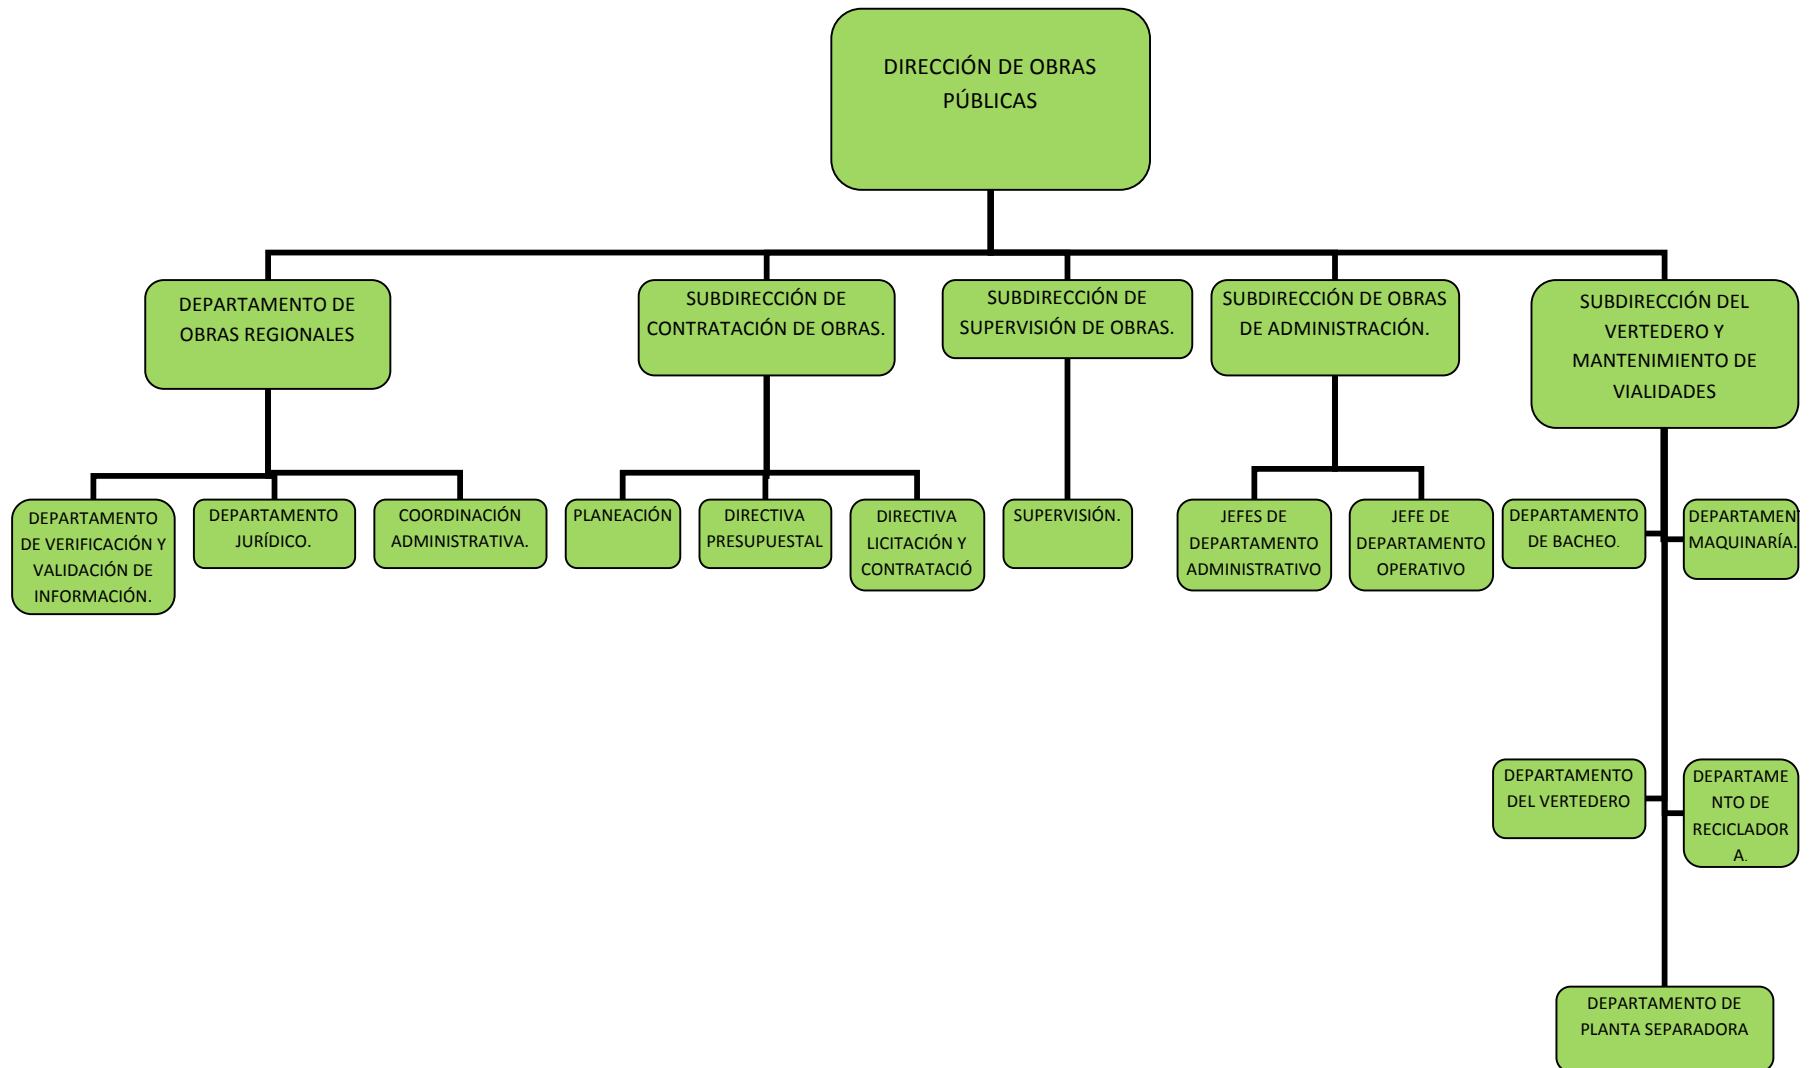 DIRECCIÓN DE OBRAS
PÚBLICAS
DEPARTAMENTO DE
OBRAS REGIONALES
SUBDIRECCIÓN DE
CONTRATACIÓN DE OBRAS.
SUBDIRECCIÓN DE
SUPERVISIÓN DE OBRAS.
SUBDIRECCIÓN DE OBRAS
DE ADMINISTRACIÓN.
SUBDIRECCIÓN DEL
VERTEDERO Y
MANTENIMIENTO DE
VIALIDADES
DEPARTAMENTO
DE VERIFICACIÓN Y
VALIDACIÓN DE
INFORMACIÓN.
DEPARTAMENTO
JURÍDICO.
COORDINACIÓN
ADMINISTRATIVA.
PLANEACIÓN
DIRECTIVA
PRESUPUESTAL
DIRECTIVA
LICITACIÓN Y
CONTRATACIÓ
SUPERVISIÓN.
JEFES DE
DEPARTAMENTO
ADMINISTRATIVO
JEFE DE
DEPARTAMENTO
OPERATIVO
DEPARTAMENTO
DE BACHEO.
DEPARTAMEN
MAQUINARÍA.
DEPARTAMENTO
DEL VERTEDERO
DEPARTAME
NTO DE
RECICLADOR
A.
DEPARTAMENTO DE
PLANTA SEPARADORA